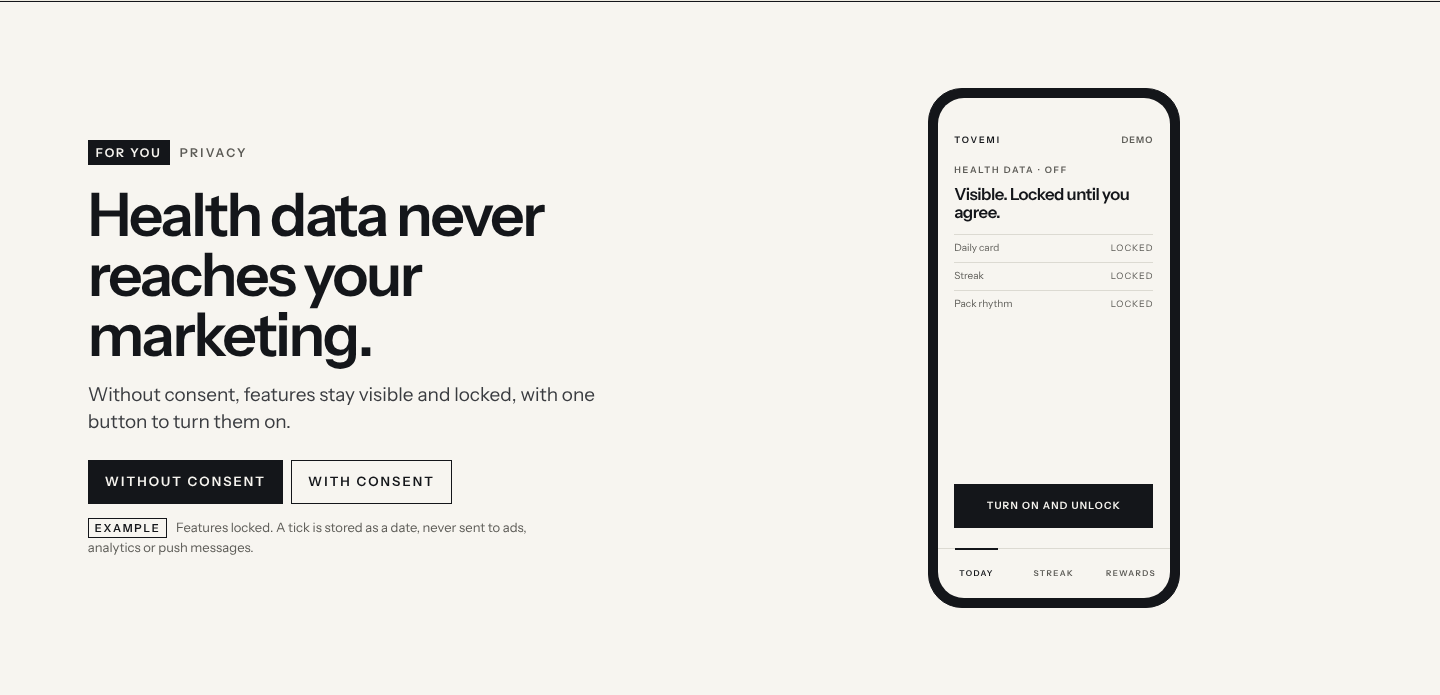 FOR YOU PRIVACY
Health data never
reaches your
marketing.
Without consent, features stay visible and locked, with one
button to turn them on.
WITHOUT CONSENT WITH CONSENT
EXAMPLE Features locked. A tick is stored as a date, never sent to ads,
analytics or push messages.
TOVEMI DEMO
HEALTH DATA · OFF
Visible. Locked until you
agree.
Daily card LOCKED
Streak LOCKED
Pack rhythm LOCKED
TURN ON AND UNLOCK
TODAY STREAK REWARDS